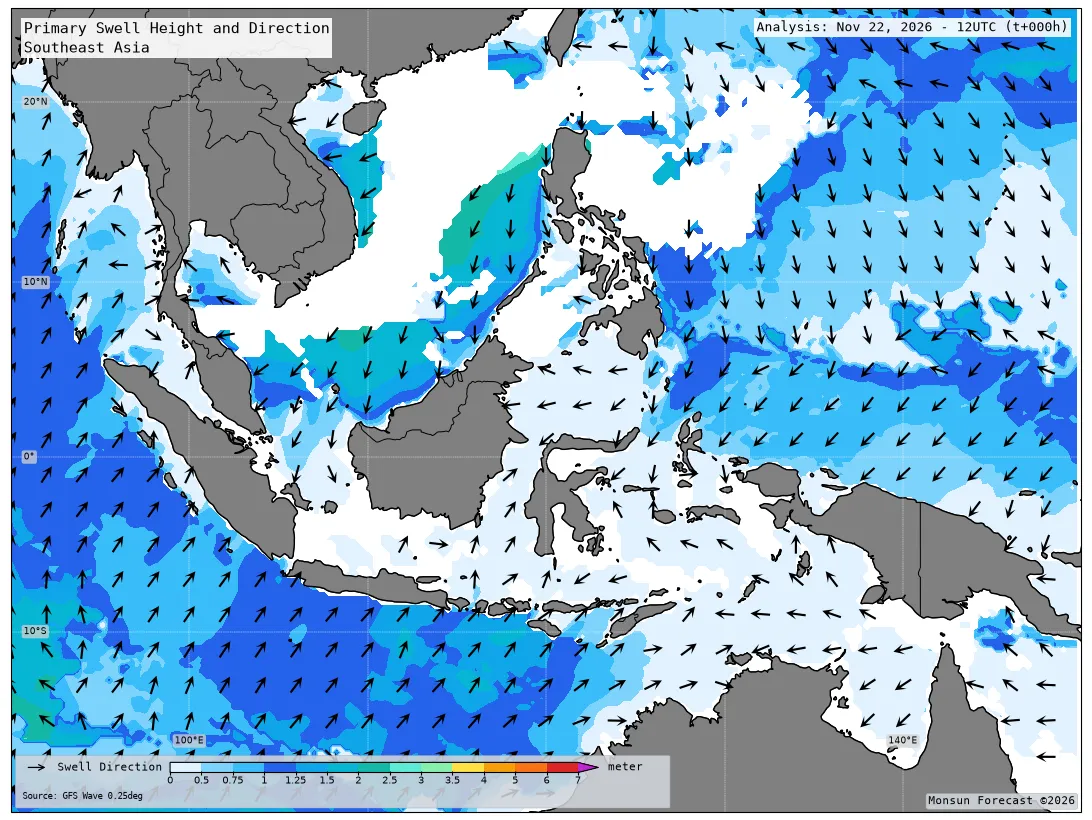 Primary Swell Height and Direction
Southeast Asia
Analysis: Nov 22, 2026 - 12UTC (t+000h)
20°N
10°N
0°
10°S
100°E
140°E
Swell Direction
0 0.5 0.75 1 1.25 1.5 2 2.5 3 3.5 4 5 6 7
meter
Source: GFS Wave 0.25deg
Monsun Forecast ©2026